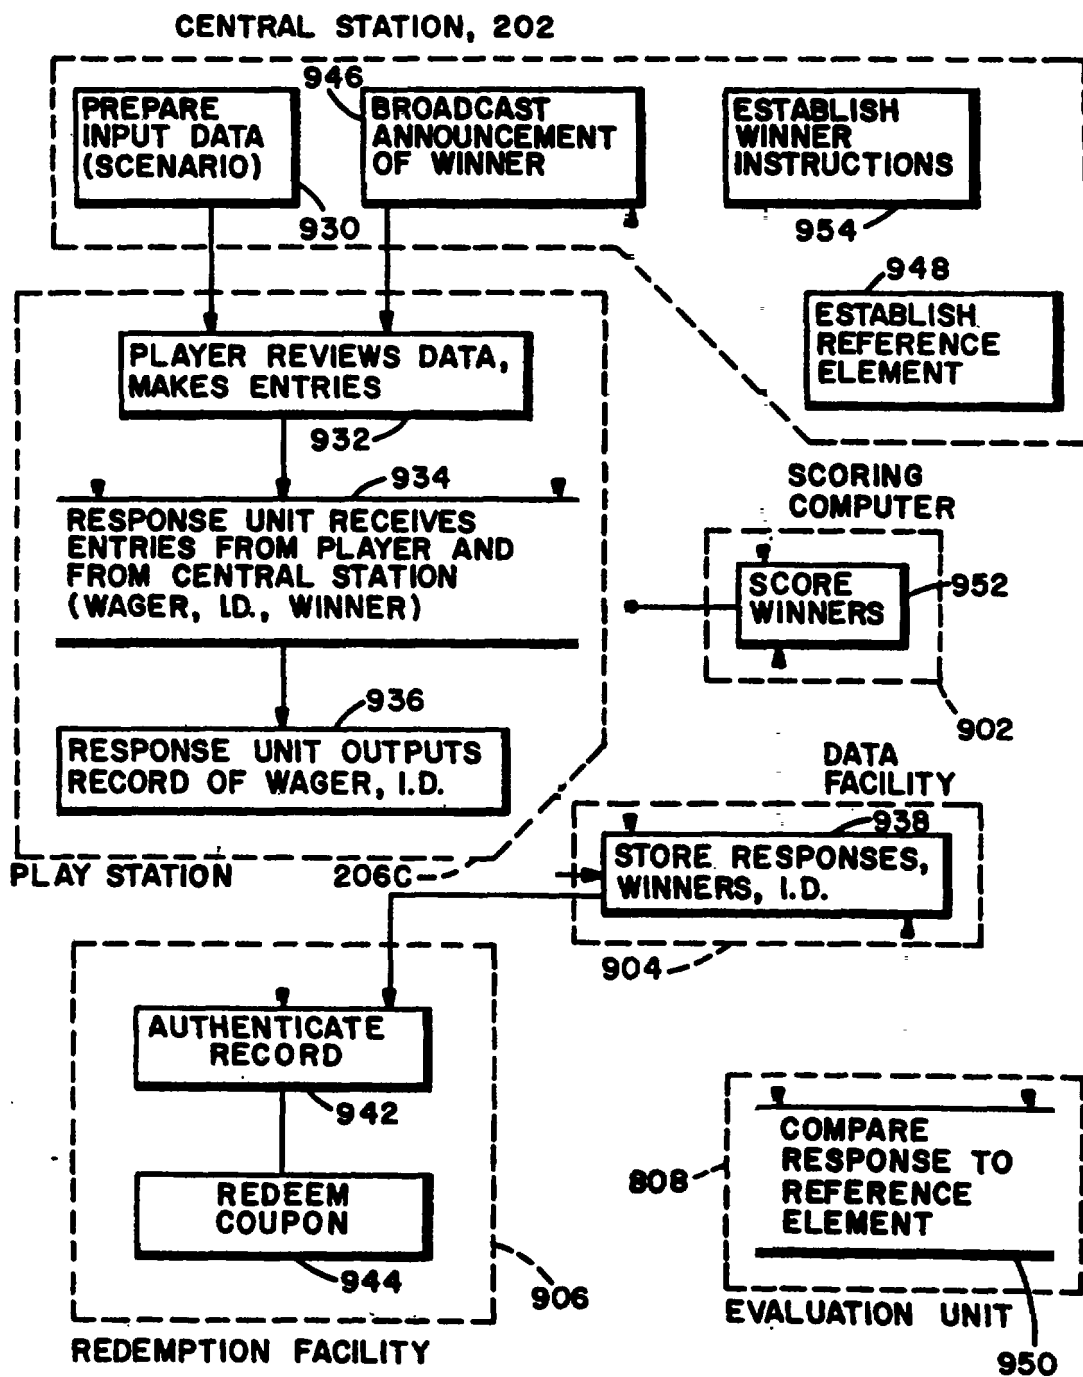 CENTRAL STATION, 202
PREPARE
INPUT DATA
(SCENARIO)
930
946
BROADCAST
ANNOUNCEMENT
OF WINNER
ESTABLISH
WINNER
INSTRUCTIONS
954
948
ESTABLISH
REFERENCE
ELEMENT
PLAYER REVIEWS DATA,
MAKES ENTRIES
932
934
RESPONSE UNIT RECEIVES
ENTRIES FROM PLAYER AND
FROM CENTRAL STATION
(WAGER, I.D., WINNER)
936
RESPONSE UNIT OUTPUTS
RECORD OF WAGER, I.D.
PLAY STATION
206C
SCORING
COMPUTER
SCORE
WINNERS
952
902
DATA
FACILITY
938
STORE RESPONSES,
WINNERS, I.D.
904
AUTHENTICATE
RECORD
942
REDEEM
COUPON
944
906
REDEMPTION FACILITY
808
COMPARE
RESPONSE TO
REFERENCE
ELEMENT
EVALUATION UNIT
950